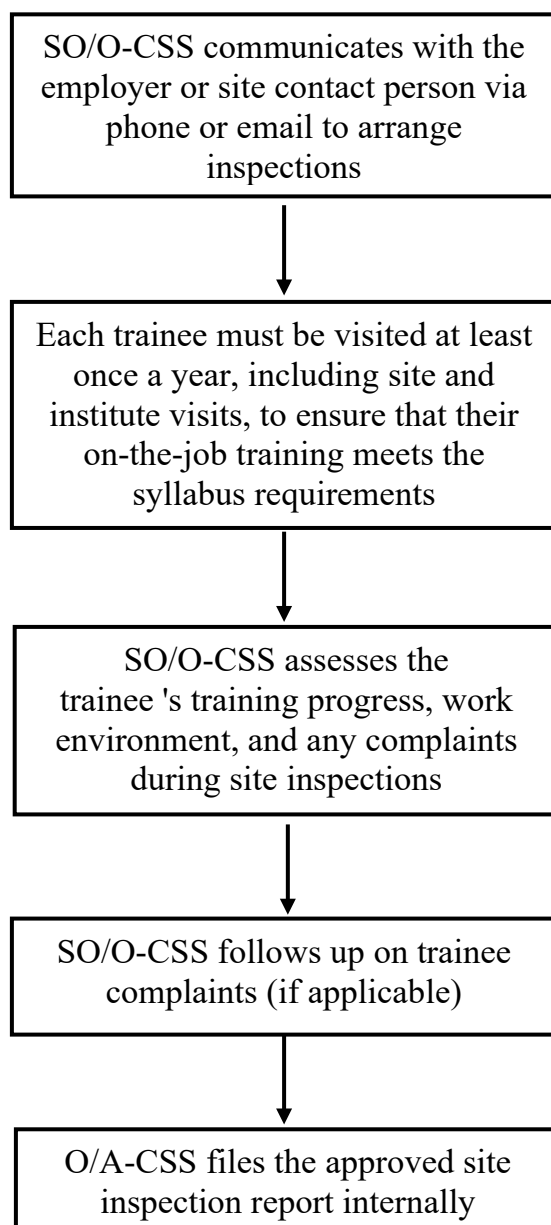 SO/O-CSS communicates with the
employer or site contact person via
phone or email to arrange
inspections
Each trainee must be visited at least
once a year, including site and
institute visits, to ensure that their
on-the-job training meets the
syllabus requirements
SO/O-CSS assesses the
trainee 's training progress, work
environment, and any complaints
during site inspections
SO/O-CSS follows up on trainee
complaints (if applicable)
O/A-CSS files the approved site
inspection report internally